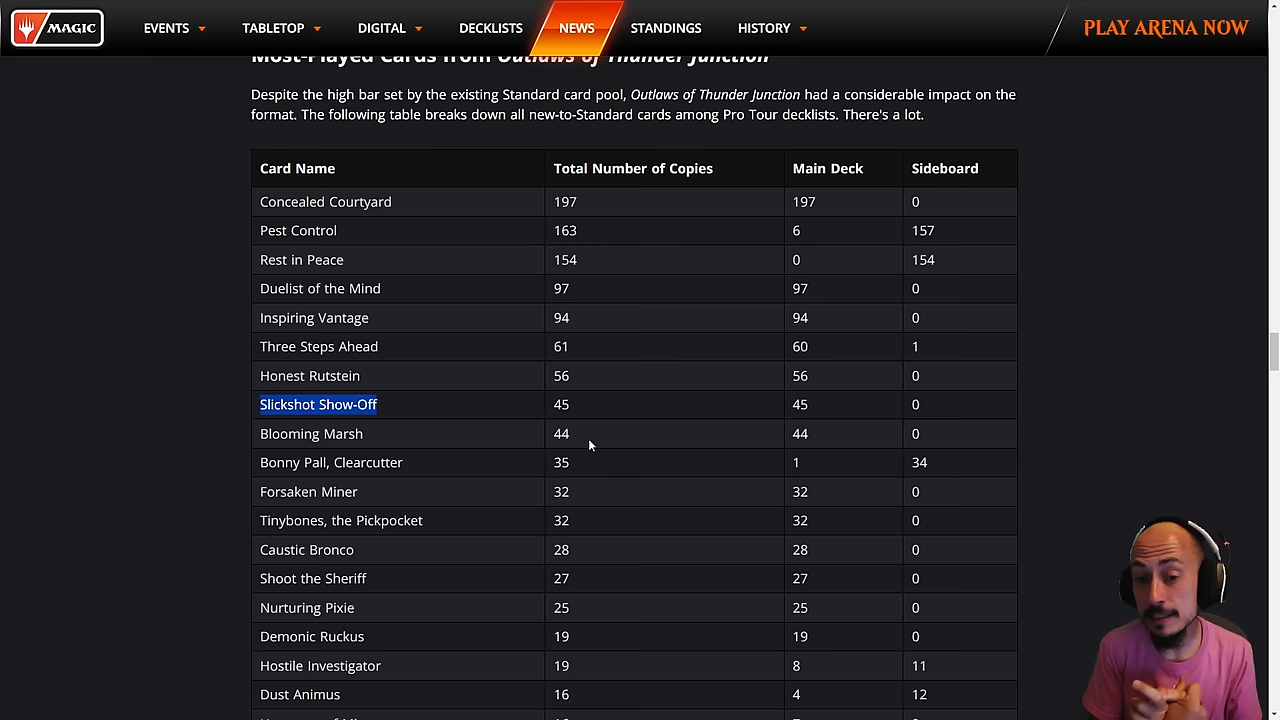 MAGIC EVENTS TABLETOP DIGITAL DECKLISTS NEWS STANDINGS HISTORY PLAY ARENA NOW
Most-Played Cards from Outlaws of Thunder Junction
Despite the high bar set by the existing Standard card pool, Outlaws of Thunder Junction had a considerable impact on the
format. The following table breaks down all new-to-Standard cards among Pro Tour decklists. There's a lot.
Card Name Total Number of Copies Main Deck Sideboard
Concealed Courtyard 197 197 0
Pest Control 163 6 157
Rest in Peace 154 0 154
Duelist of the Mind 97 97 0
Inspiring Vantage 94 94 0
Three Steps Ahead 61 60 1
Honest Rutstein 56 56 0
Slickshot Show-Off 45 45 0
Blooming Marsh 44 44 0
Bonny Pall, Clearcutter 35 1 34
Forsaken Miner 32 32 0
Tinybones, the Pickpocket 32 32 0
Caustic Bronco 28 28 0
Shoot the Sheriff 27 27 0
Nurturing Pixie 25 25 0
Demonic Ruckus 19 19 0
Hostile Investigator 19 8 11
Dust Animus 16 4 12